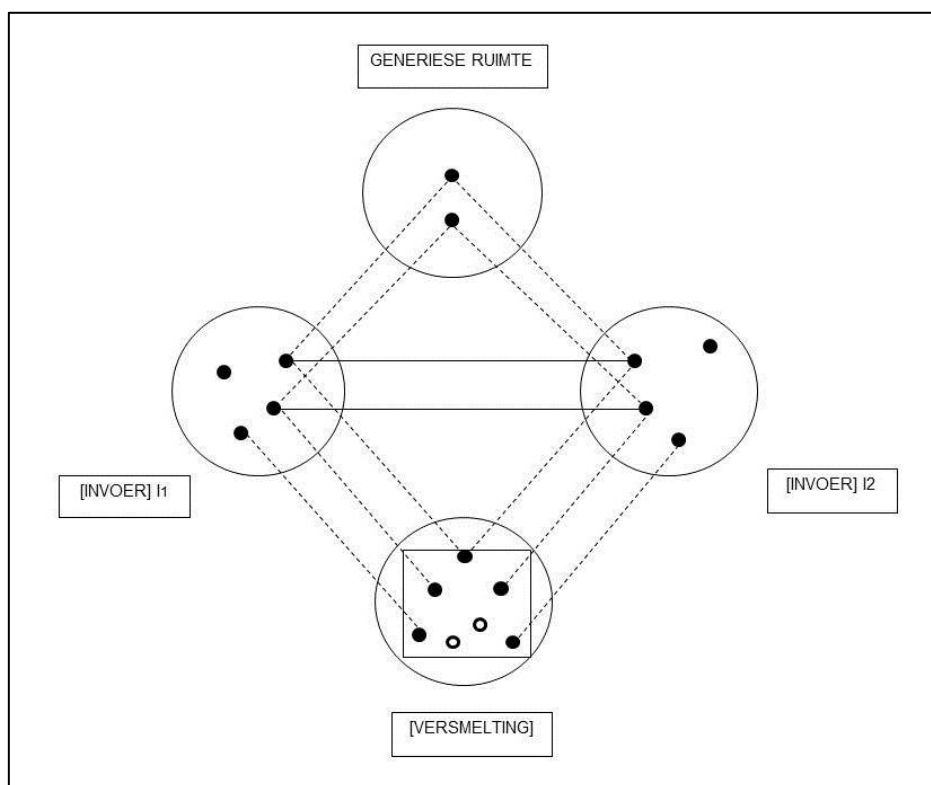 GENERIESE RUIMTE
[INVOER] I1
[INVOER] I2
[VERSMELTING]